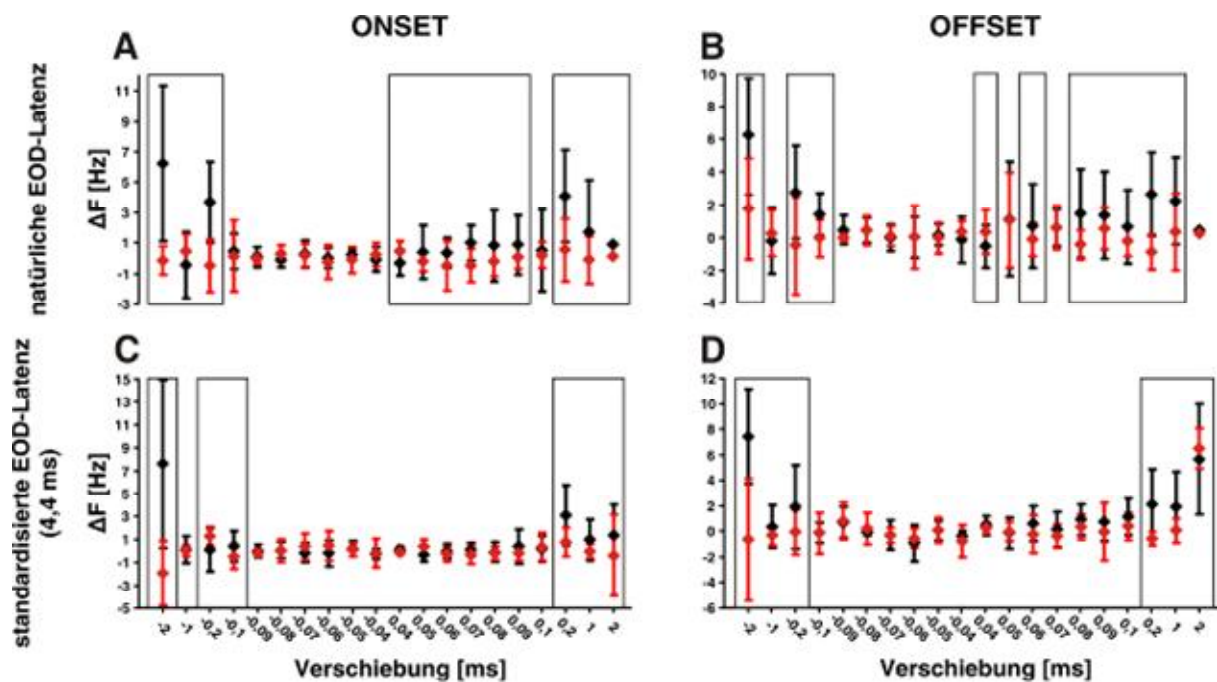 ONSET
OFFSET
A
B
natürliche EOD-Latenz
ΔF [Hz]
11
9
7
5
3
1
-1
-3
10
8
6
4
2
0
-2
-4
C
D
standardisierte EOD-Latenz
(4,4 ms)
ΔF [Hz]
15
13
11
9
7
5
3
1
-1
-3
-5
ΔF [Hz]
12
10
8
6
4
2
0
-2
-4
-6
-2 -1 -0,2 -0,1 -0,09 -0,08 -0,07 -0,06 -0,05 -0,04 0,04 0,05 0,06 0,07 0,08 0,09 0,1 0,2 1 2
-2 -1 -0,2 -0,1 -0,09 -0,08 -0,07 -0,06 -0,05 -0,04 0,04 0,05 0,06 0,07 0,08 0,09 0,1 0,2 1 2
Verschiebung [ms]
Verschiebung [ms]